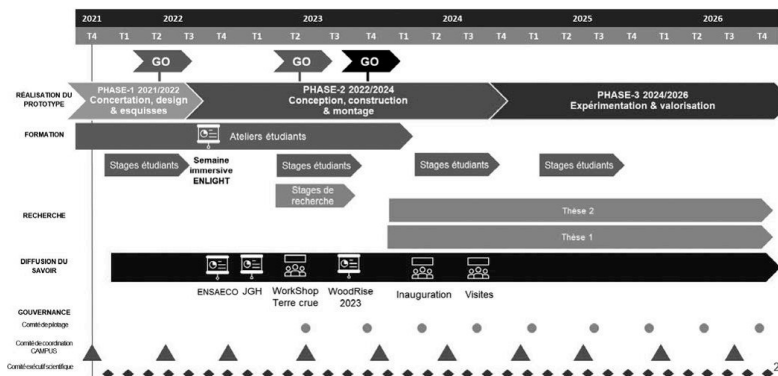 2021 2022 2023 2024 2025 2026
T4 T1 T2 T3 T4 T1 T2 T3 T4 T1 T2 T3 T4 T1 T2 T3 T4 T1 T2 T3 T4
GO GO GO
RÉALISATION DU
PROTOTYPE
PHASE-1 2021/2022
Concertation, design
& esquisses
PHASE-2 2022/2024
Conception, construction
& montage
PHASE-3 2024/2026
Expérimentation & valorisation
FORMATION
Ateliers étudiants
Stages étudiants
Semaine
immersive
ENLIGHT
Stages étudiants
Stages étudiants
Stages étudiants
Stages
de recherche
RECHERCHE
Thèse 2
Thèse 1
DIFFUSION DU
SAVOIR
ENSAECO
JGH
WorkShop
Terre crue
WoodRise
2023
Inauguration
Visites
GOUVERNANCE
Comité de pilotage
Comité de coordination
CAMPUS
Comité exécutif scientifique
2